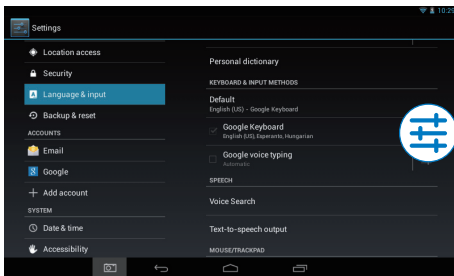 10:29
Settings
Location access
Security
Language & input
Backup & reset
ACCOUNTS
Email
Google
Add account
SYSTEM
Date & time
Accessibility
Personal dictionary
KEYBOARD & INPUT METHODS
Default
English (US) - Google Keyboard
Google Keyboard
English (US), Esperanto, Hungarian
Google voice typing
Automatic
SPEECH
Voice Search
Text-to-speech output
MOUSE/TRACKPAD